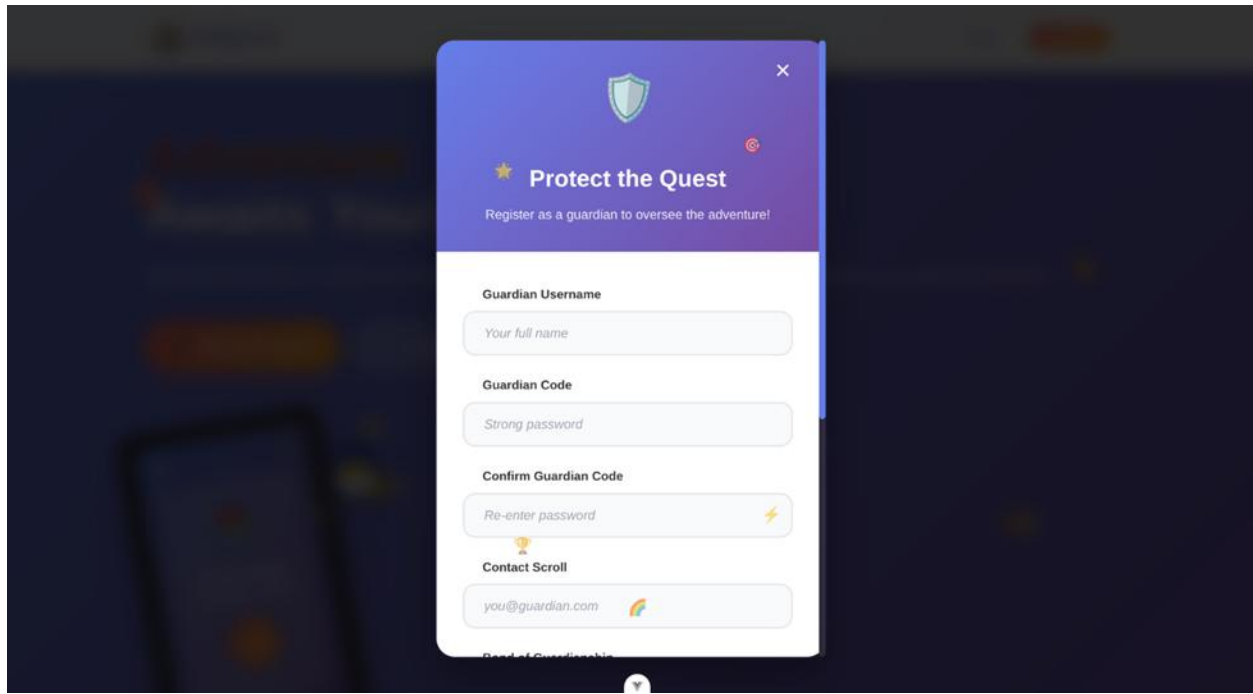 Protect the Quest
Register as a guardian to oversee the adventure!
Guardian Username
Your full name
Guardian Code
Strong password
Confirm Guardian Code
Re-enter password
Contact Scroll
you@guardian.com